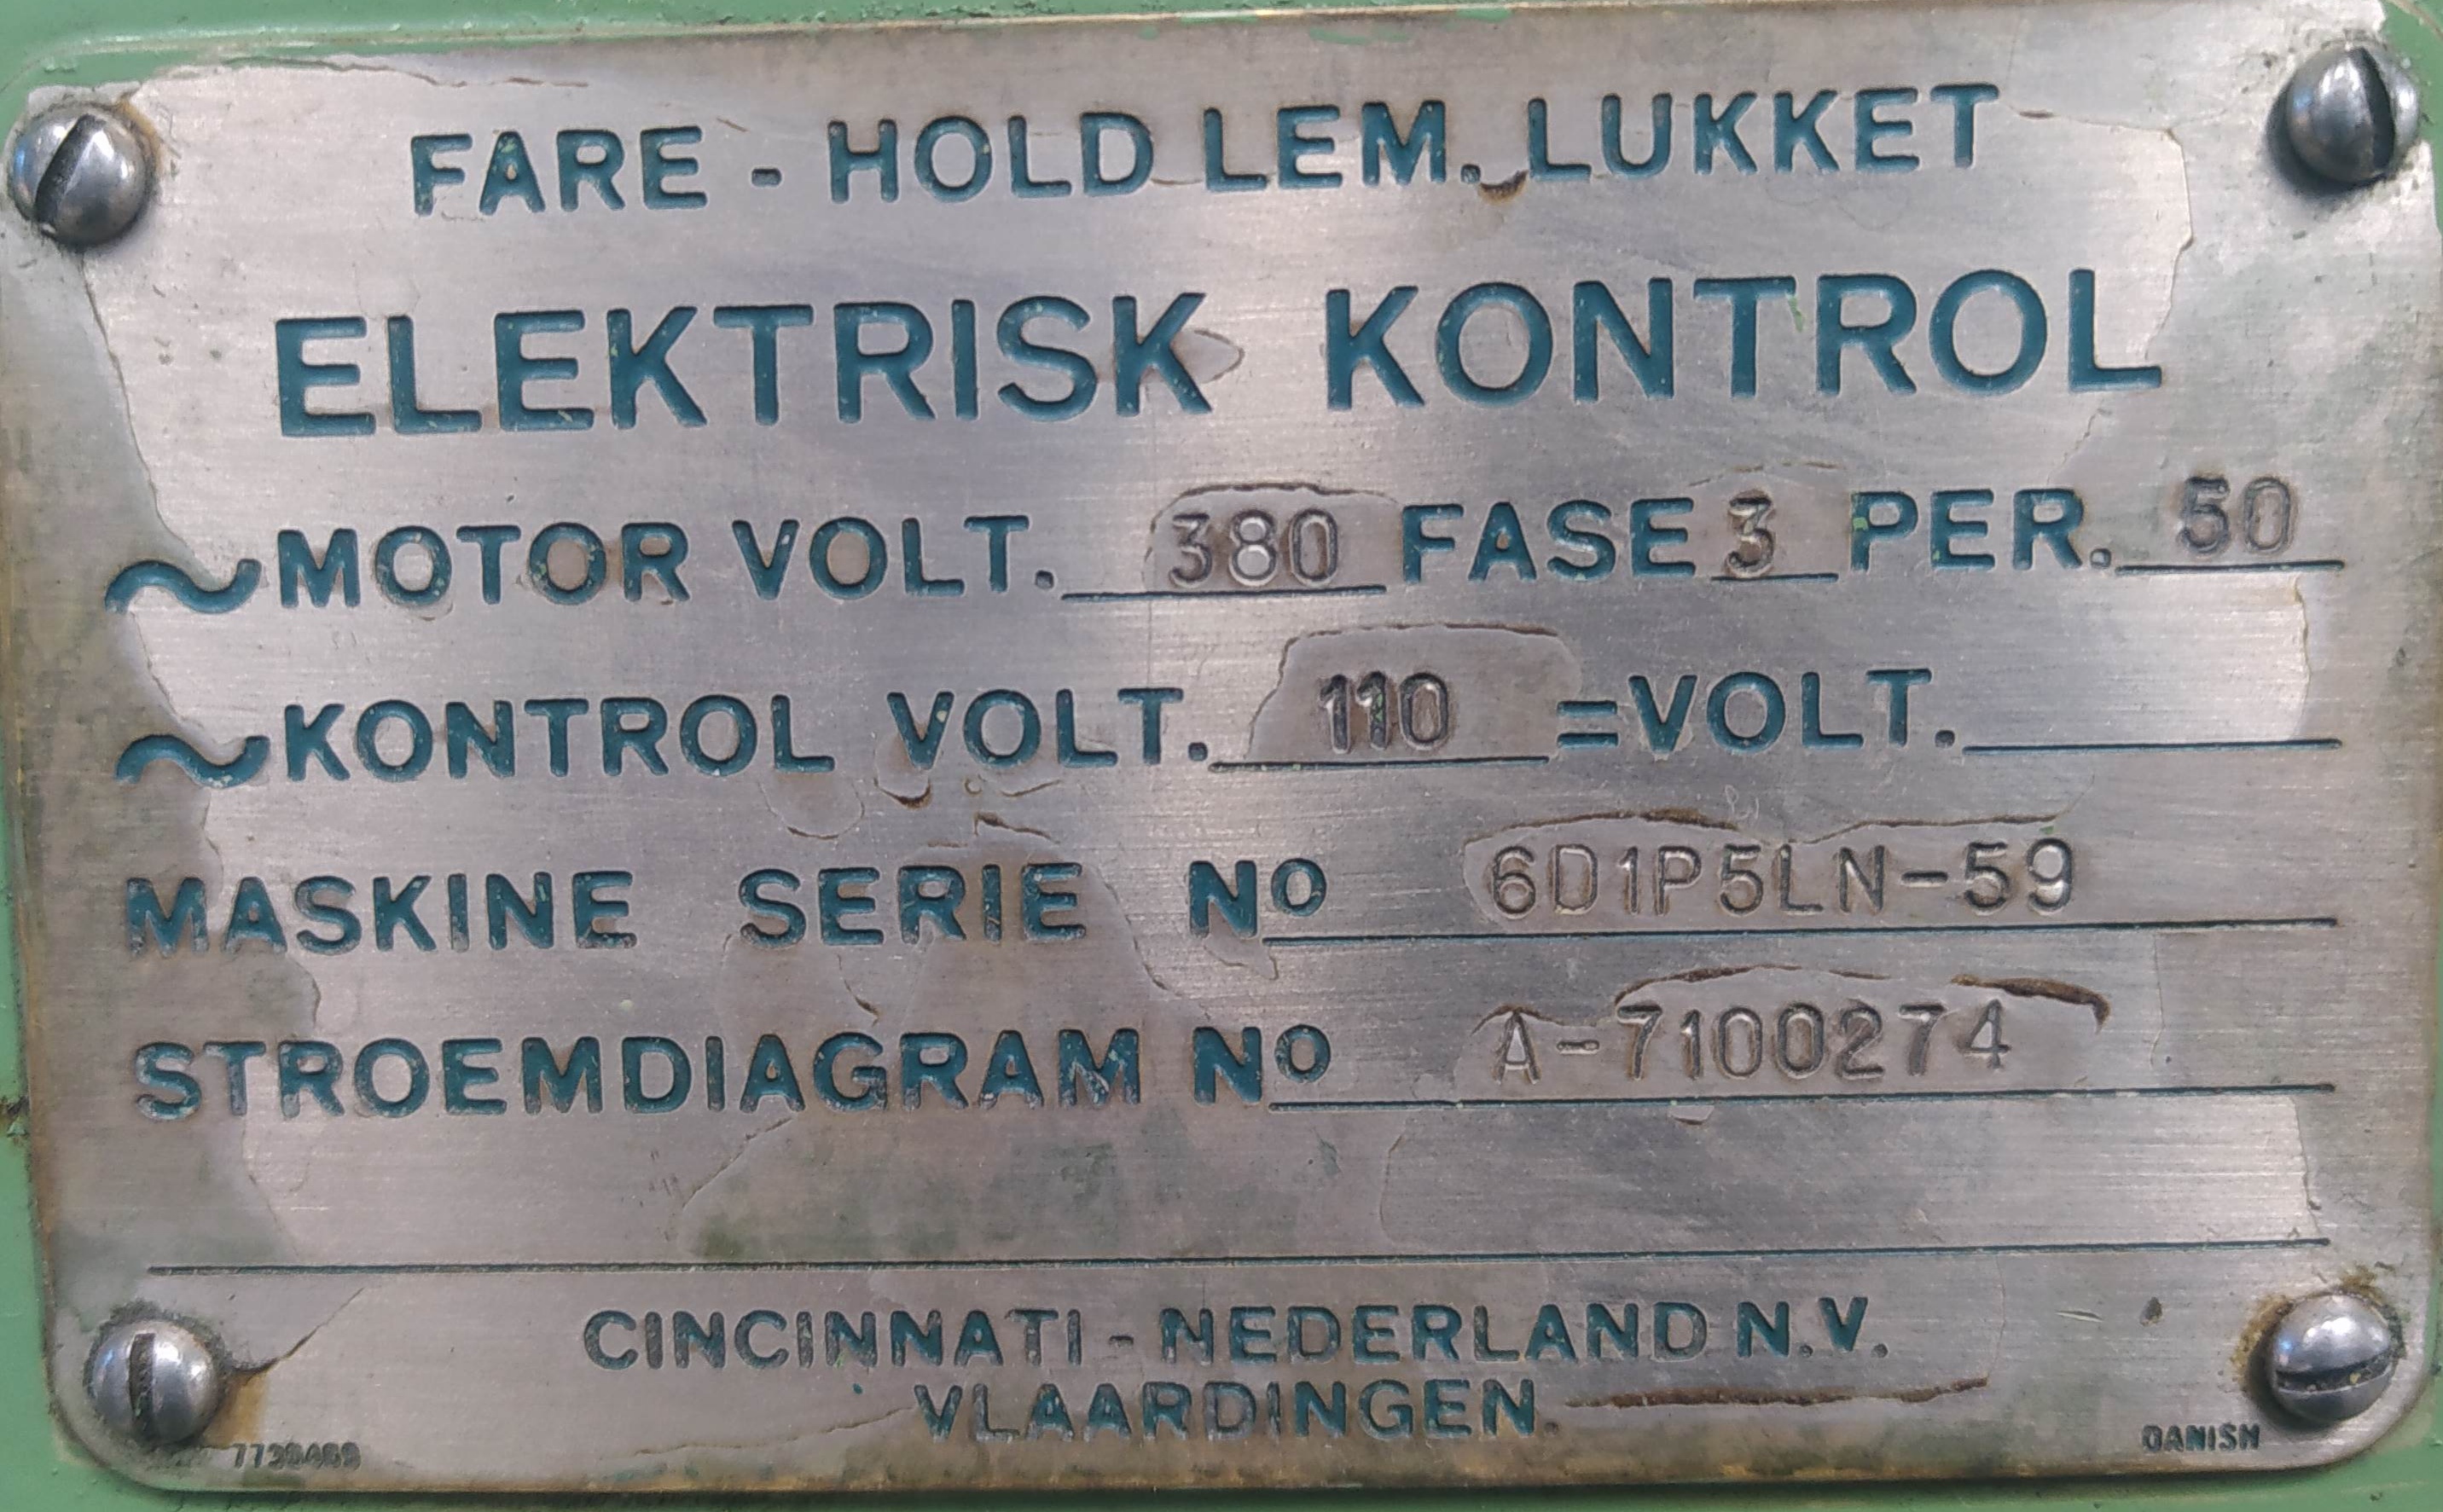 FARE - HOLD LEM. LUKKET
ELEKTRISK KONTROL
~MOTOR VOLT. 380 FASE 3 PER. 50
~KONTROL VOLT. 110 =VOLT.
MASKINE SERIE No 6D1P5LN-59
STROEMDIAGRAM No A-7100274
CINCINNATI - NEDERLAND N.V.
VLAARDINGEN.
DANISH